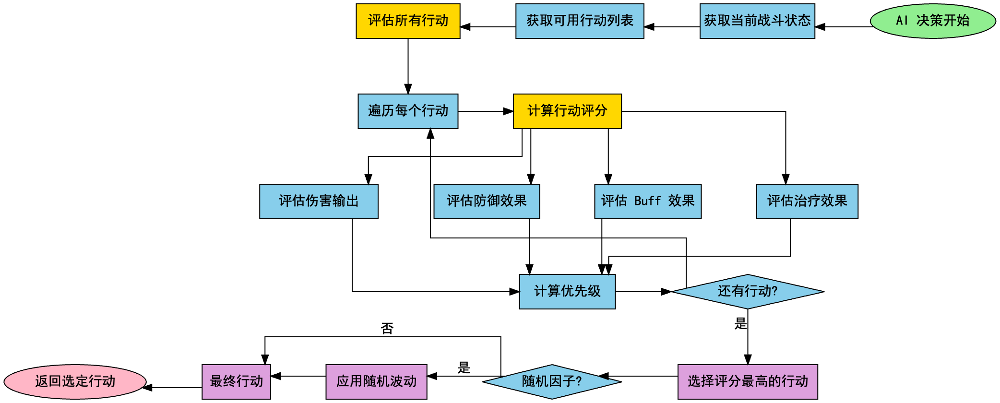 AI 决策开始
获取当前战斗状态
获取可用行动列表
评估所有行动
遍历每个行动
计算行动评分
评估伤害输出
评估防御效果
评估 Buff 效果
评估治疗效果
计算优先级
还有行动?
是
选择评分最高的行动
随机因子?
是
否
应用随机波动
最终行动
返回选定行动